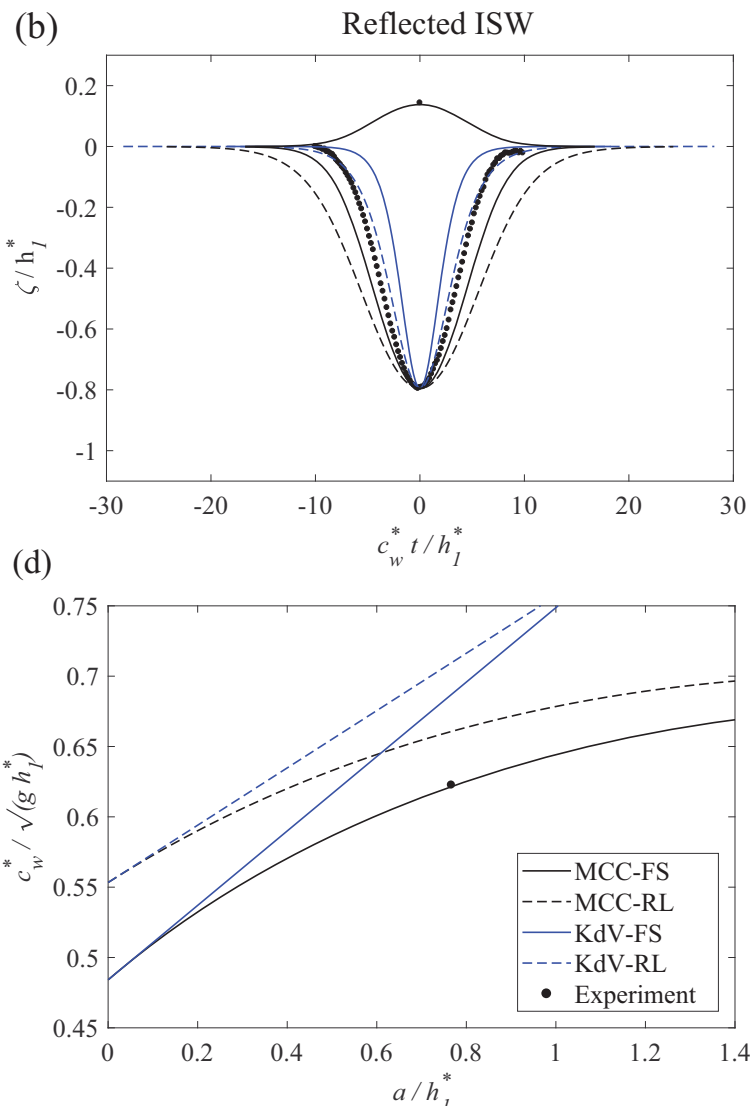 (b)
Reflected ISW
0.2
0
-0.2
-0.4
-0.6
-0.8
-1
ζ / h₁*
-30 -20 -10 0 10 20 30
c_w* t / h₁*
(d)
0.75
0.7
0.65
0.6
0.55
0.5
0.45
c_w* / √(g h₁*)
MCC-FS
MCC-RL
KdV-FS
KdV-RL
Experiment
0 0.2 0.4 0.6 0.8 1 1.2 1.4
a / h₁*